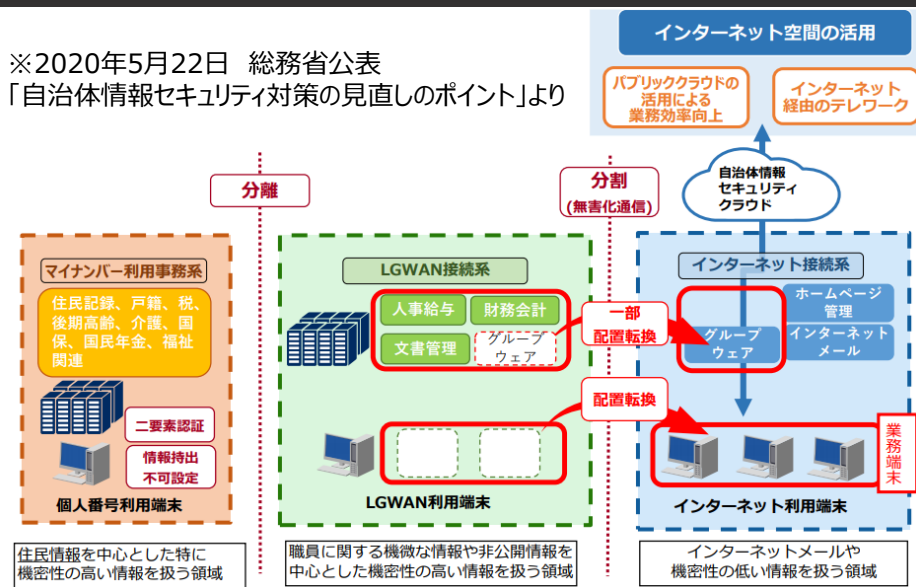 ※2020年5月22日 総務省公表
「自治体情報セキュリティ対策の見直しのポイント」より
インターネット空間の活用
パブリッククラウドの
活用による
業務効率向上
インターネット
経由のテレワーク
自治体情報
セキュリティ
クラウド
分離
分割
(無害化通信)
マイナンバー利用事務系
住民記録、戸籍、税、
後期高齢、介護、国
保、国民年金、福祉
関連
二要素認証
情報持出
不可設定
個人番号利用端末
住民情報を中心とした特に
機密性の高い情報を扱う領域
LGWAN接続系
人事給与
財務会計
文書管理
グループ
ウェア
一部
配置転換
配置転換
LGWAN利用端末
職員に関する機微な情報や非公開情報を
中心とした機密性の高い情報を扱う領域
インターネット接続系
ホームページ
管理
グループ
ウェア
インターネット
メール
業務端末
インターネット利用端末
インターネットメールや
機密性の低い情報を扱う領域